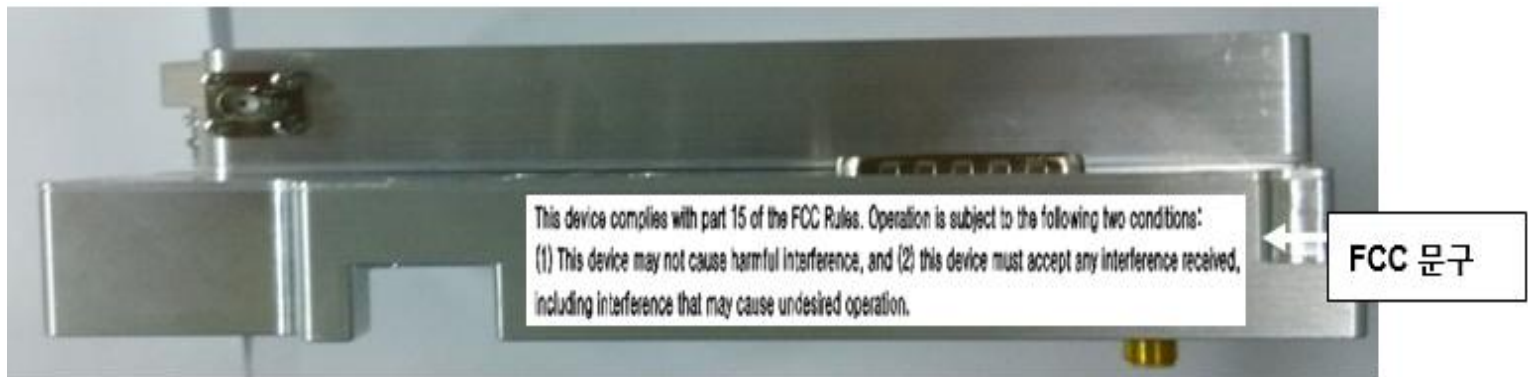 This device complies with part 15 of the FCC Rules. Operation is subject to the following two conditions:
(1) This device may not cause harmful interference, and (2) this device must accept any interference received,
including interference that may cause undesired operation.
FCC 문구